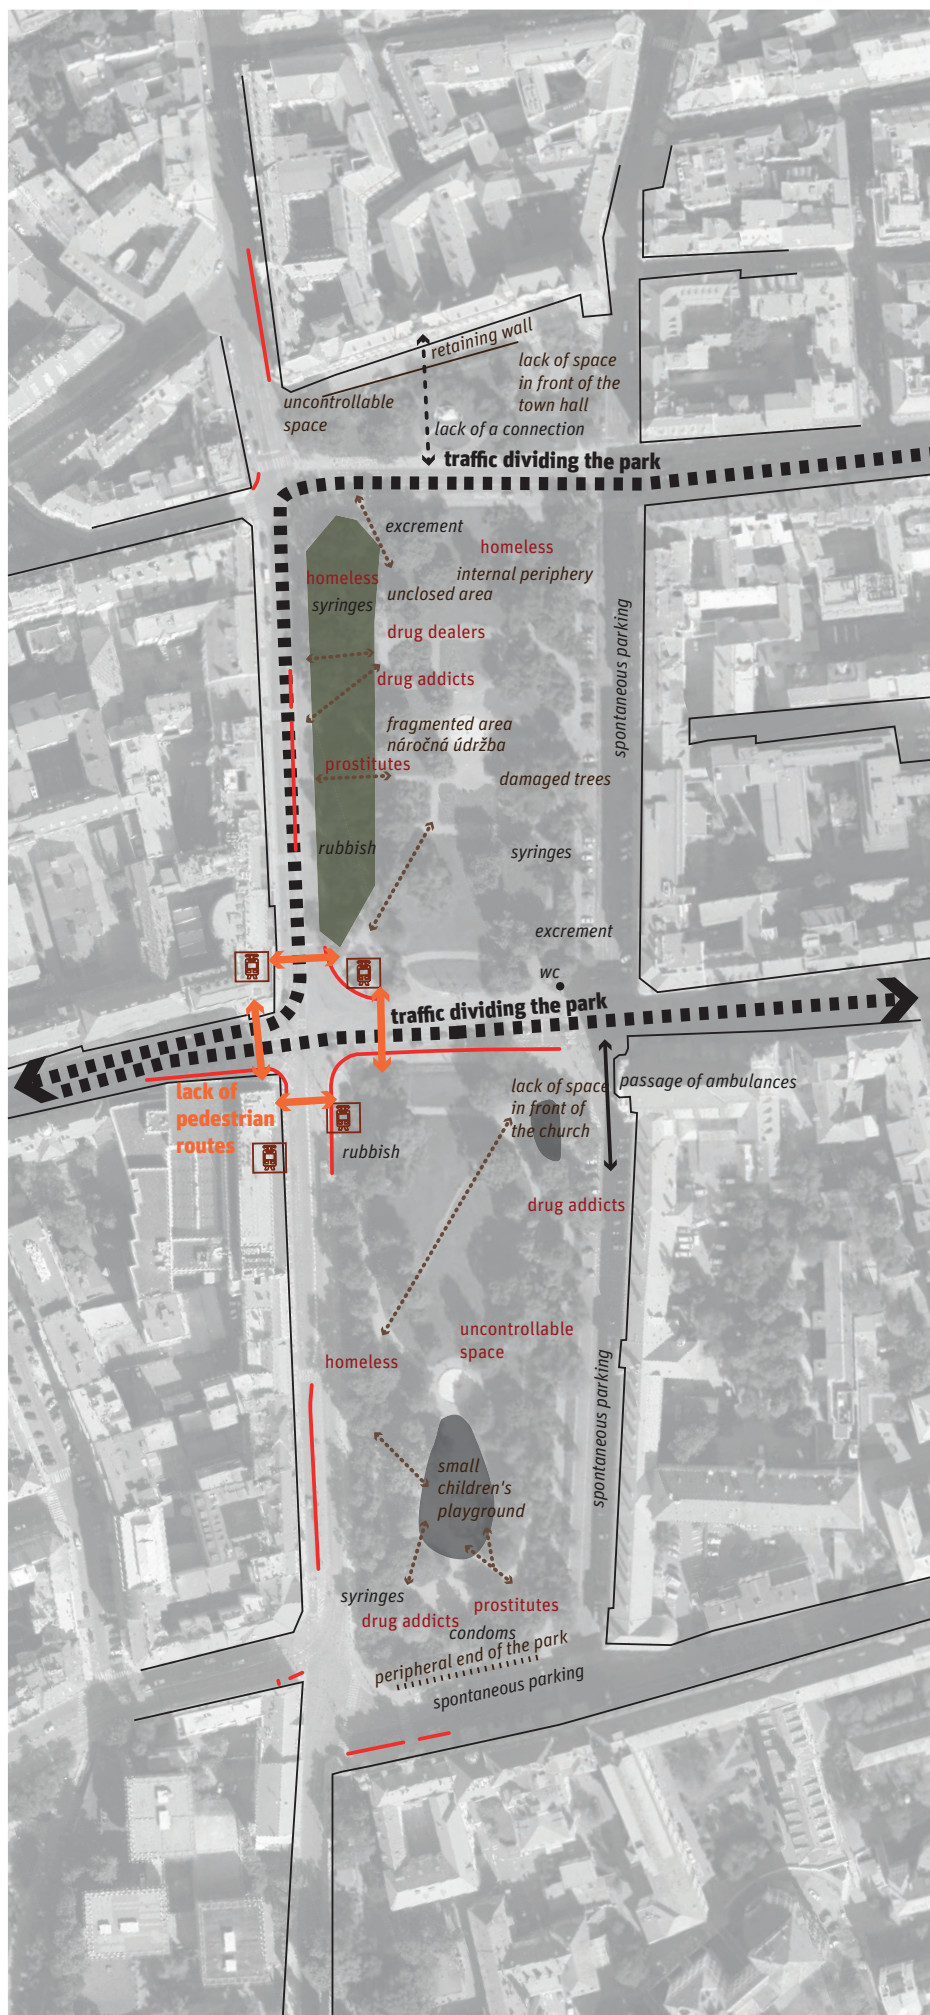 retaining wall
lack of space
in front of the
town hall
uncontrollable
space
lack of a connection
traffic dividing the park
excrement
homeless
internal periphery
homeless
unclosed area
syringes
drug dealers
spontaneous parking
drug addicts
fragmented area
náročná údržba
prostitutes
damaged trees
rubbish
syringes
excrement
wc
traffic dividing the park
lack of
pedestrian
routes
lack of space
in front of
the church
passage of ambulances
rubbish
drug addicts
uncontrollable
space
homeless
spontaneous parking
small
children's
playground
syringes
prostitutes
drug addicts
condoms
peripheral end of the park
spontaneous parking